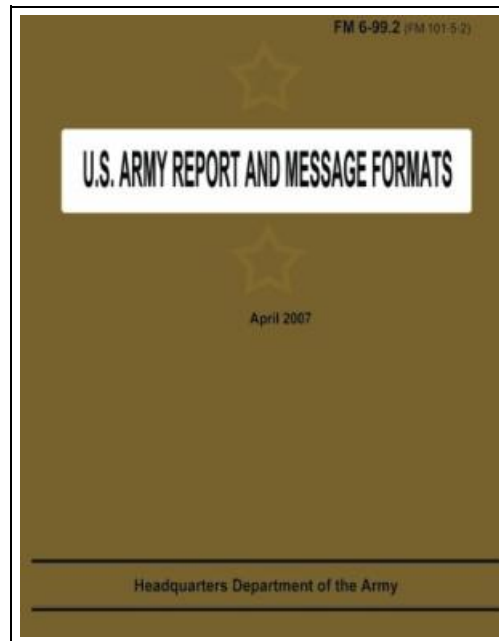 FM 6-99.2 (FM 101-5-2)
U.S. ARMY REPORT AND MESSAGE FORMATS
April 2007
Headquarters Department of the Army